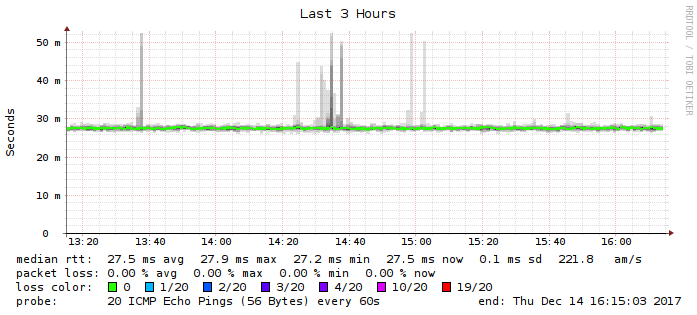 Last 3 Hours
RRDTOOL / TOBI OETIKER
Seconds
50 m
40 m
30 m
20 m
10 m
0
13:20 13:40 14:00 14:20 14:40 15:00 15:20 15:40 16:00
median rtt: 27.5 ms avg 27.9 ms max 27.2 ms min 27.5 ms now 0.1 ms sd 221.8 am/s
packet loss: 0.00 % avg 0.00 % max 0.00 % min 0.00 % now
loss color: 0 1/20 2/20 3/20 4/20 10/20 19/20
probe: 20 ICMP Echo Pings (56 Bytes) every 60s end: Thu Dec 14 16:15:03 2017